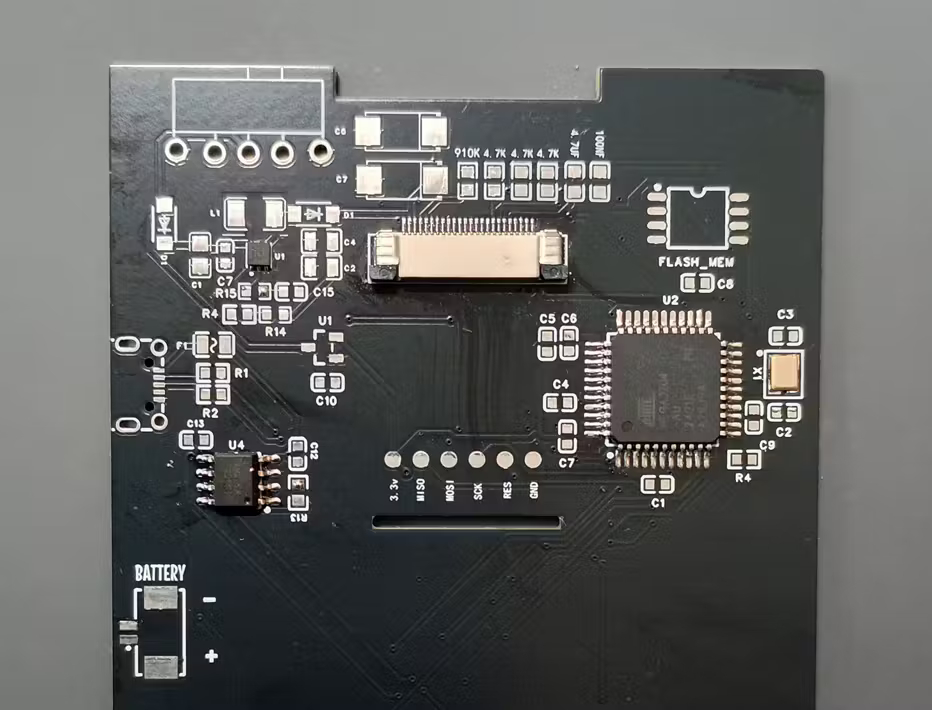 C6
910K
4.7K
4.7K
4.7K
4.7UF
100NF
C7
L1
D1
D1
C4
C2
U1
C1
C7
R15
C15
R4
R14
FLASH_MEM
C8
U2
C3
X1
C5
C6
C4
C7
C2
C9
R4
C1
F1
U1
R1
R2
C10
C13
U4
C12
R13
3.3v
MISO
MOSI
SCK
RES
GND
BATTERY
-
+